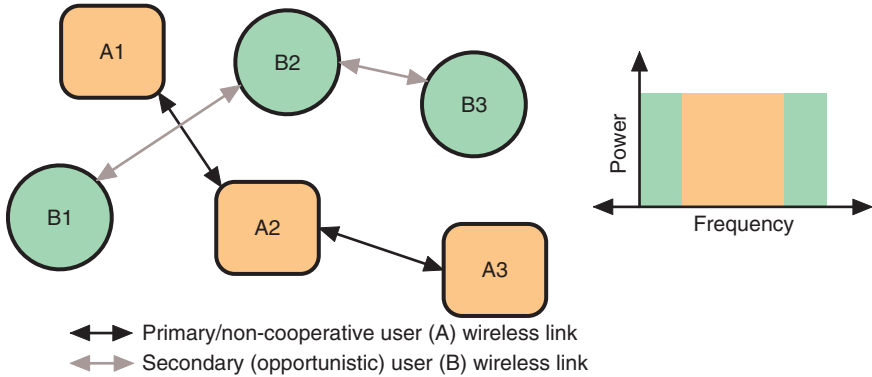 A1
B2
B3
B1
A2
A3
Power
Frequency
Primary/non-cooperative user (A) wireless link
Secondary (opportunistic) user (B) wireless link